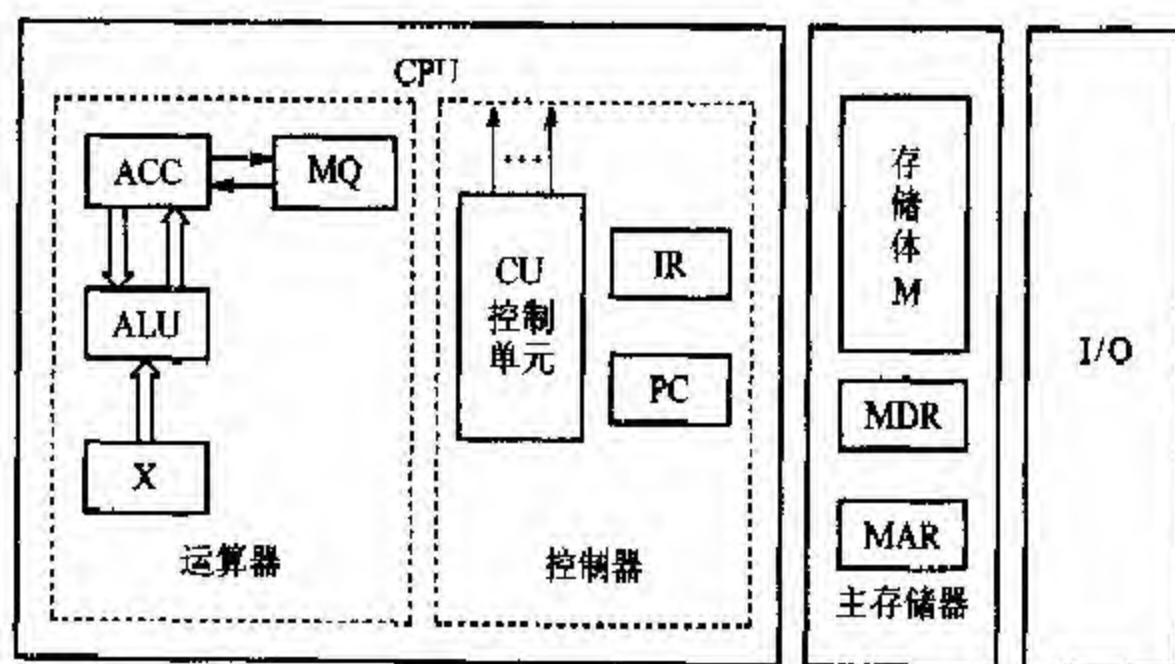 CPU
ACC
MQ
ALU
X
运算器
CU
控制
单元
IR
PC
控制器
存
储
体
M
MDR
MAR
主存储器
I/O